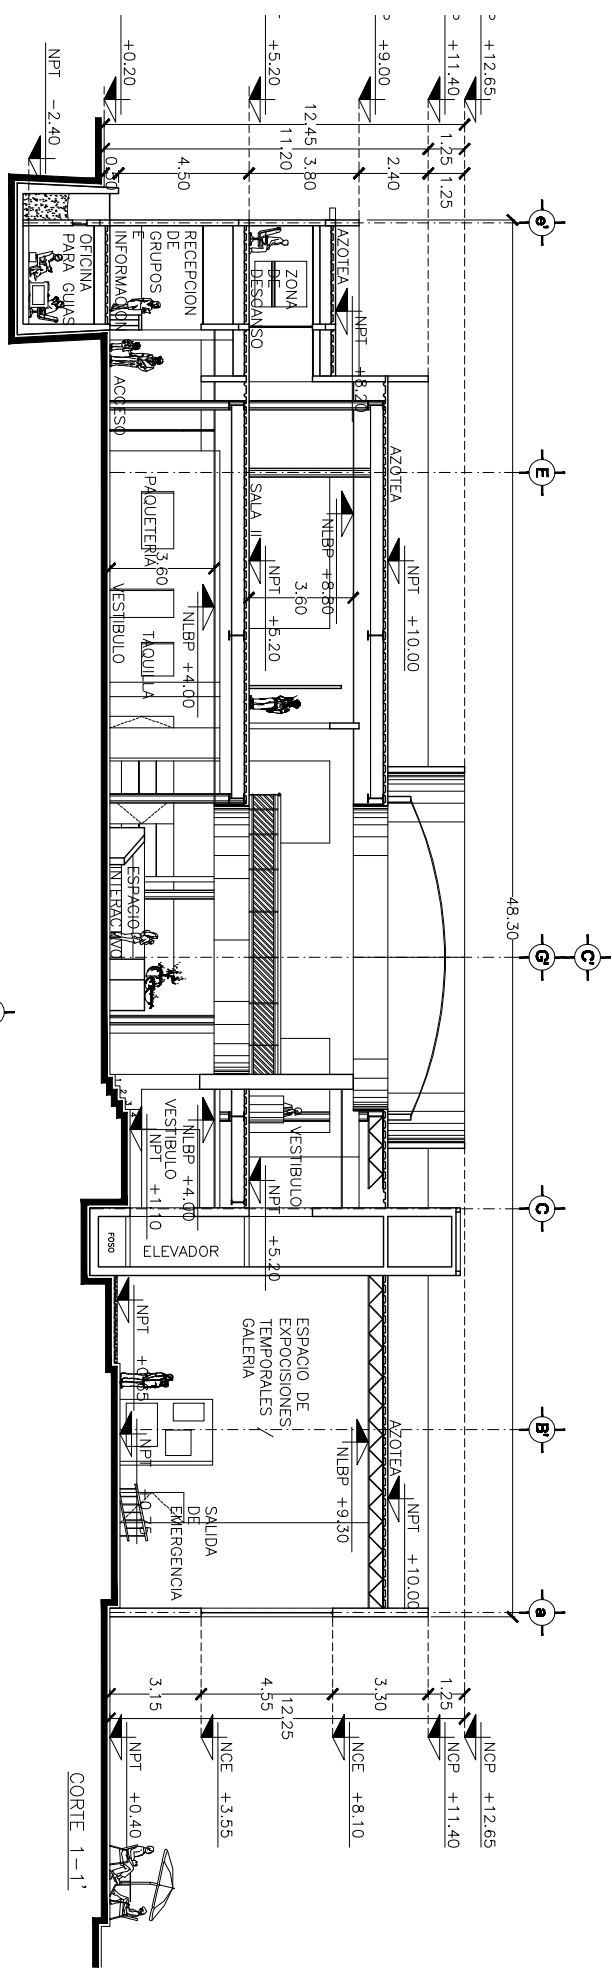 e'
E
G'
C'
C
B'
a
48.30
+12.65
+11.40
+9.00
+5.20
+0.20
NPT -2.40
12.45
11.20
1.25
1.25
2.40
3.80
4.50
AZOTEA
NPT +8.20
ZONA
DE
DESCANSO
RECEPCION
DE
GRUPOS
E
INFORMACION
OFICINA
PARA GUIAS
ACCESO
AZOTEA
NPT +10.00
NLBP +8.80
SALA II
NPT +5.20
3.60
PAQUETERIA
3.60
VESTIBULO
TAQUILLA
NLBP +4.00
ESPACIO
INTERACTIVO
1 2 3 4
VESTIBULO
NPT +5.20
NLBP +4.00
VESTIBULO
NPT +1.10
FOSO
ELEVADOR
ESPACIO DE
EXPOCISIONES
TEMPORALES /
GALERIA
AZOTEA
NPT +10.00
NLBP +9.30
NPT
NPT
SALIDA
DE
EMERGENCIA
1.25
3.30
4.55
3.15
12.25
NCP +12.65
NCP +11.40
NCE +8.10
NCE +3.55
NPT +0.40
CORTE 1-1'